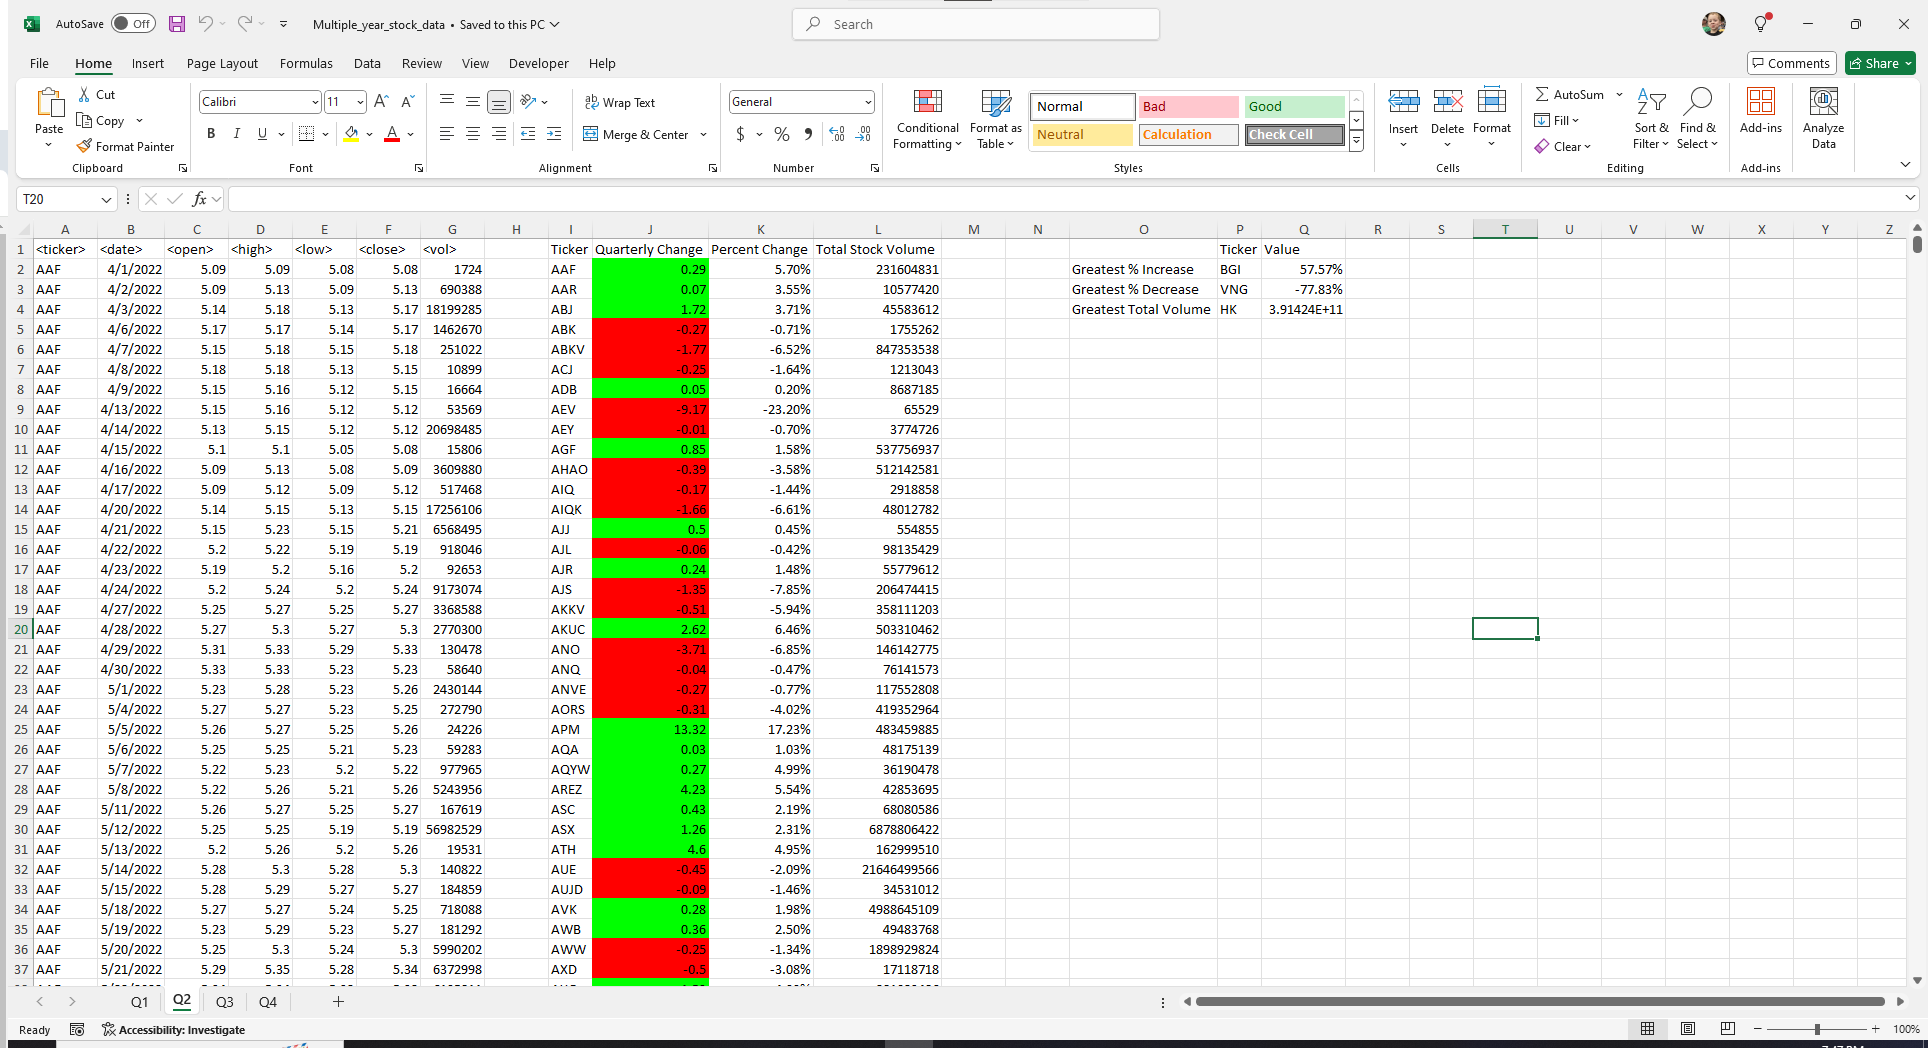 AutoSave Off Multiple_year_stock_data • Saved to this PC Search
File Home Insert Page Layout Formulas Data Review View Developer Help Comments Share
Paste Cut Copy Format Painter Clipboard
Calibri 11 B I U A A Font
ab Wrap Text Merge & Center Alignment
General $ % Number
Conditional Formatting Format as Table
Normal Bad Good
Neutral Calculation Check Cell
Styles
Insert Delete Format Cells
AutoSum Fill Clear Sort & Filter Find & Select Editing
Add-ins Add-ins
Analyze Data
T20 fx
A B C D E F G H I J K L M N O P Q R S T U V W X Y Z
1 <ticker> <date> <open> <high> <low> <close> <vol> Ticker Quarterly Change Percent Change Total Stock Volume Ticker Value
2 AAF 4/1/2022 5.09 5.09 5.08 5.08 1724 AAF 0.29 5.70% 231604831 Greatest % Increase BGI 57.57%
3 AAF 4/2/2022 5.09 5.13 5.09 5.13 690388 AAR 0.07 3.55% 10577420 Greatest % Decrease VNG -77.83%
4 AAF 4/3/2022 5.14 5.18 5.13 5.17 18199285 ABJ 1.72 3.71% 45583612 Greatest Total Volume HK 3.91424E+11
5 AAF 4/6/2022 5.17 5.17 5.14 5.17 1462670 ABK -0.27 -0.71% 1755262
6 AAF 4/7/2022 5.15 5.18 5.15 5.18 251022 ABKV -1.77 -6.52% 847353538
7 AAF 4/8/2022 5.18 5.18 5.13 5.15 10899 ACJ -0.25 -1.64% 1213043
8 AAF 4/9/2022 5.15 5.16 5.12 5.15 16664 ADB 0.05 0.20% 8687185
9 AAF 4/13/2022 5.15 5.16 5.12 5.12 53569 AEV -9.17 -23.20% 65529
10 AAF 4/14/2022 5.13 5.15 5.12 5.12 20698485 AEY -0.01 -0.70% 3774726
11 AAF 4/15/2022 5.1 5.1 5.05 5.08 15806 AGF 0.85 1.58% 537756937
12 AAF 4/16/2022 5.09 5.13 5.08 5.09 3609880 AHAO -0.39 -3.58% 512142581
13 AAF 4/17/2022 5.09 5.12 5.09 5.12 517468 AIQ -0.17 -1.44% 2918858
14 AAF 4/20/2022 5.14 5.15 5.13 5.15 17256106 AIQK -1.66 -6.61% 48012782
15 AAF 4/21/2022 5.15 5.23 5.15 5.21 6568495 AJJ 0.5 0.45% 554855
16 AAF 4/22/2022 5.2 5.22 5.19 5.19 918046 AJL -0.06 -0.42% 98135429
17 AAF 4/23/2022 5.19 5.2 5.16 5.2 92653 AJR 0.24 1.48% 55779612
18 AAF 4/24/2022 5.2 5.24 5.2 5.24 9173074 AJS -1.35 -7.85% 206474415
19 AAF 4/27/2022 5.25 5.27 5.25 5.27 3368588 AKKV -0.51 -5.94% 358111203
20 AAF 4/28/2022 5.27 5.3 5.27 5.3 2770300 AKUC 2.62 6.46% 503310462
21 AAF 4/29/2022 5.31 5.33 5.29 5.33 130478 ANO -3.71 -6.85% 146142775
22 AAF 4/30/2022 5.33 5.33 5.23 5.23 58640 ANQ -0.04 -0.47% 76141573
23 AAF 5/1/2022 5.23 5.28 5.23 5.26 2430144 ANVE -0.27 -0.77% 117552808
24 AAF 5/4/2022 5.27 5.27 5.23 5.25 272790 AORS -0.31 -4.02% 419352964
25 AAF 5/5/2022 5.26 5.27 5.25 5.26 24226 APM 13.32 17.23% 483459885
26 AAF 5/6/2022 5.25 5.25 5.21 5.23 59283 AQA 0.03 1.03% 48175139
27 AAF 5/7/2022 5.22 5.23 5.2 5.22 977965 AQYW 0.27 4.99% 36190478
28 AAF 5/8/2022 5.22 5.26 5.21 5.26 5243956 AREZ 4.23 5.54% 42853695
29 AAF 5/11/2022 5.26 5.27 5.25 5.27 167619 ASC 0.43 2.19% 68080586
30 AAF 5/12/2022 5.25 5.25 5.19 5.19 56982529 ASX 1.26 2.31% 6878806422
31 AAF 5/13/2022 5.2 5.26 5.2 5.26 19531 ATH 4.6 4.95% 162999510
32 AAF 5/14/2022 5.28 5.3 5.28 5.3 140822 AUE -0.45 -2.09% 21646499566
33 AAF 5/15/2022 5.28 5.29 5.27 5.27 184859 AUJD -0.09 -1.46% 34531012
34 AAF 5/18/2022 5.27 5.27 5.24 5.25 718088 AVK 0.28 1.98% 4988645109
35 AAF 5/19/2022 5.23 5.29 5.23 5.27 181292 AWB 0.36 2.50% 49483768
36 AAF 5/20/2022 5.25 5.3 5.24 5.3 5990202 AWW -0.25 -1.34% 1898929824
37 AAF 5/21/2022 5.29 5.35 5.28 5.34 6372998 AXD -0.5 -3.08% 17118718
Q1 Q2 Q3 Q4
Ready Accessibility: Investigate 100%